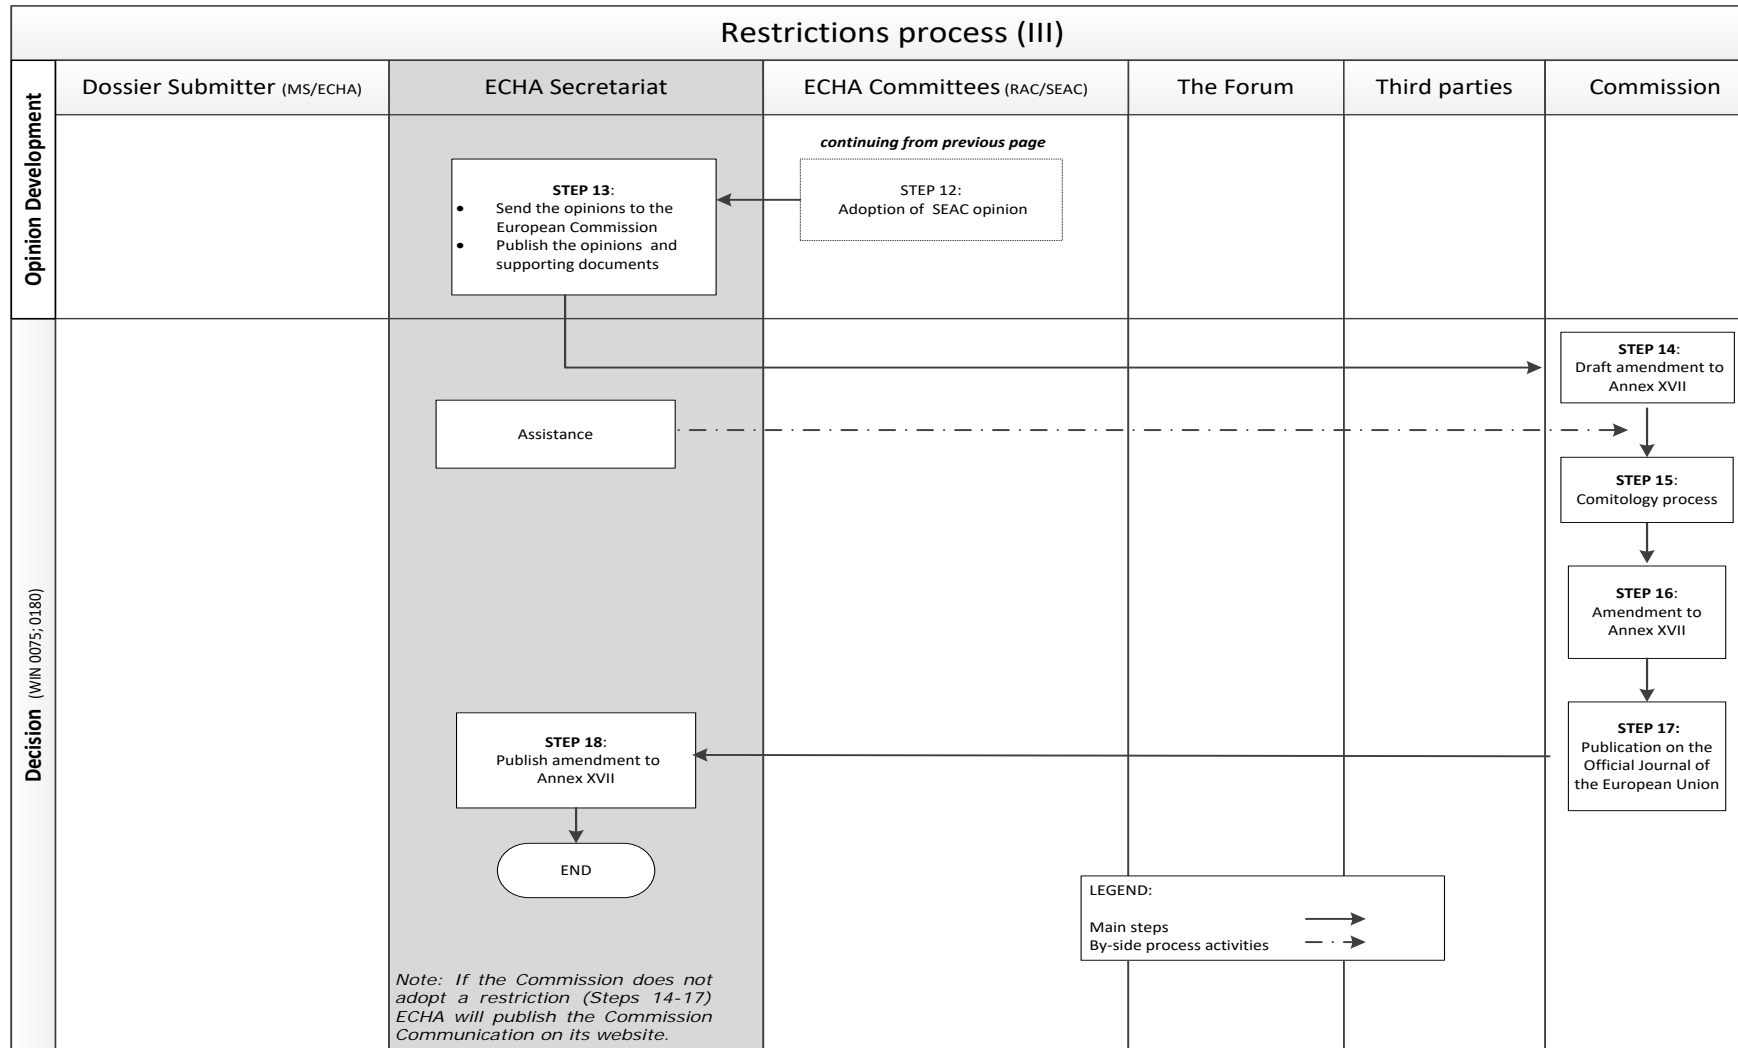 Restrictions process (III)
Dossier Submitter (MS/ECHA)
ECHA Secretariat
ECHA Committees (RAC/SEAC)
The Forum
Third parties
Commission
Opinion Development
continuing from previous page
STEP 13:
• Send the opinions to the
European Commission
• Publish the opinions and
supporting documents
STEP 12:
Adoption of SEAC opinion
Decision (WIN 0075; 0180)
STEP 14:
Draft amendment to
Annex XVII
Assistance
STEP 15:
Comitology process
STEP 16:
Amendment to
Annex XVII
STEP 17:
Publication on the
Official Journal of
the European Union
STEP 18:
Publish amendment to
Annex XVII
END
LEGEND:
Main steps
By-side process activities
Note: If the Commission does not
adopt a restriction (Steps 14-17)
ECHA will publish the Commission
Communication on its website.